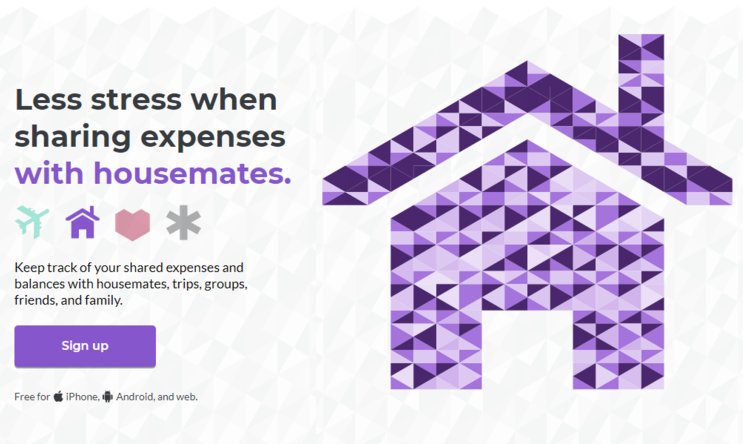 Less stress when
sharing expenses
with housemates.
Keep track of your shared expenses and
balances with housemates, trips, groups,
friends, and family.
Sign up
Free for iPhone, Android, and web.